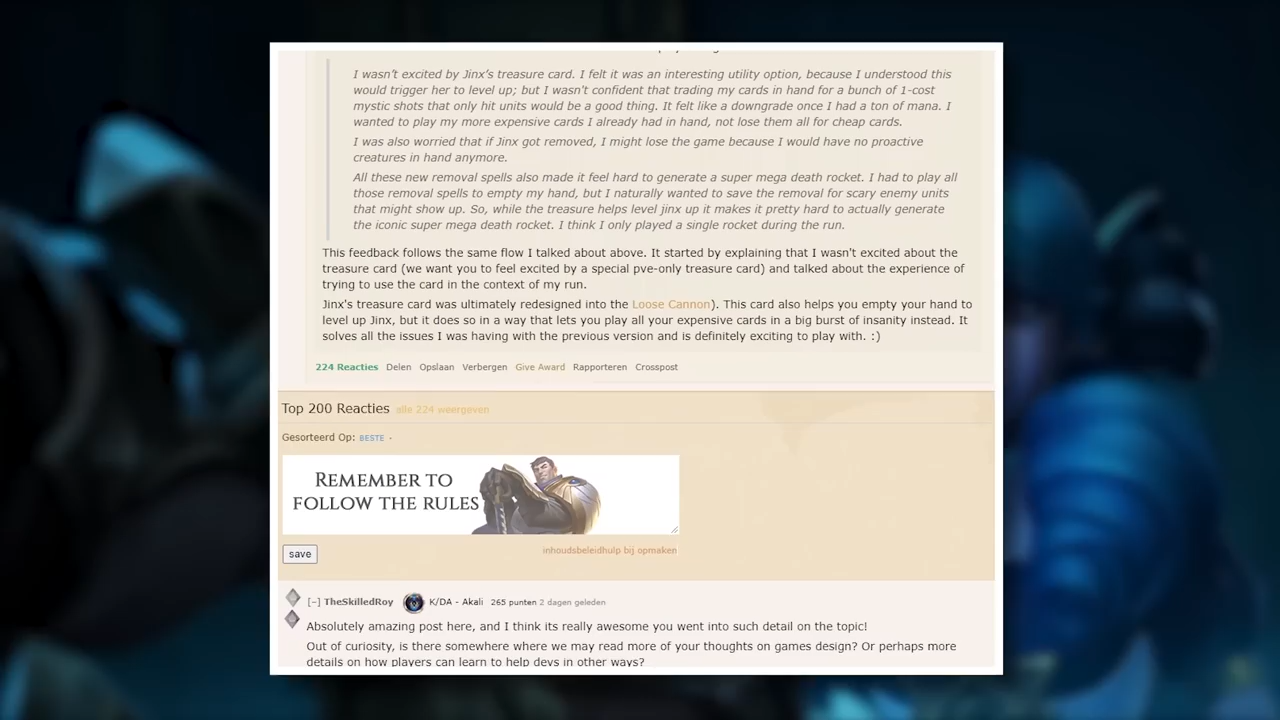 I wasn't excited by Jinx's treasure card. I felt it was an interesting utility option, because I understood this
would trigger her to level up; but I wasn't confident that trading my cards in hand for a bunch of 1-cost
mystic shots that only hit units would be a good thing. It felt like a downgrade once I had a ton of mana. I
wanted to play my more expensive cards I already had in hand, not lose them all for cheap cards.
I was also worried that if Jinx got removed, I might lose the game because I would have no proactive
creatures in hand anymore.
All these new removal spells also made it feel hard to generate a super mega death rocket. I had to play all
those removal spells to empty my hand, but I naturally wanted to save the removal for scary enemy units
that might show up. So, while the treasure helps level jinx up it makes it pretty hard to actually generate
the iconic super mega death rocket. I think I only played a single rocket during the run.
This feedback follows the same flow I talked about above. It started by explaining that I wasn't excited about the
treasure card (we want you to feel excited by a special pve-only treasure card) and talked about the experience of
trying to use the card in the context of my run.
Jinx's treasure card was ultimately redesigned into the Loose Cannon). This card also helps you empty your hand to
level up Jinx, but it does so in a way that lets you play all your expensive cards in a big burst of insanity instead. It
solves all the issues I was having with the previous version and is definitely exciting to play with. :)
224 Reacties Delen Opslaan Verbergen Give Award Rapporteren Crosspost
Top 200 Reacties alle 224 weergeven
Gesorteerd Op: BESTE
REMEMBER TO
FOLLOW THE RULES
save
inhoudsbeleidhulp bij opmaken
[–] TheSkilledRoy K/DA - Akali 265 punten 2 dagen geleden
Absolutely amazing post here, and I think its really awesome you went into such detail on the topic!
Out of curiosity, is there somewhere where we may read more of your thoughts on games design? Or perhaps more
details on how players can learn to help devs in other ways?